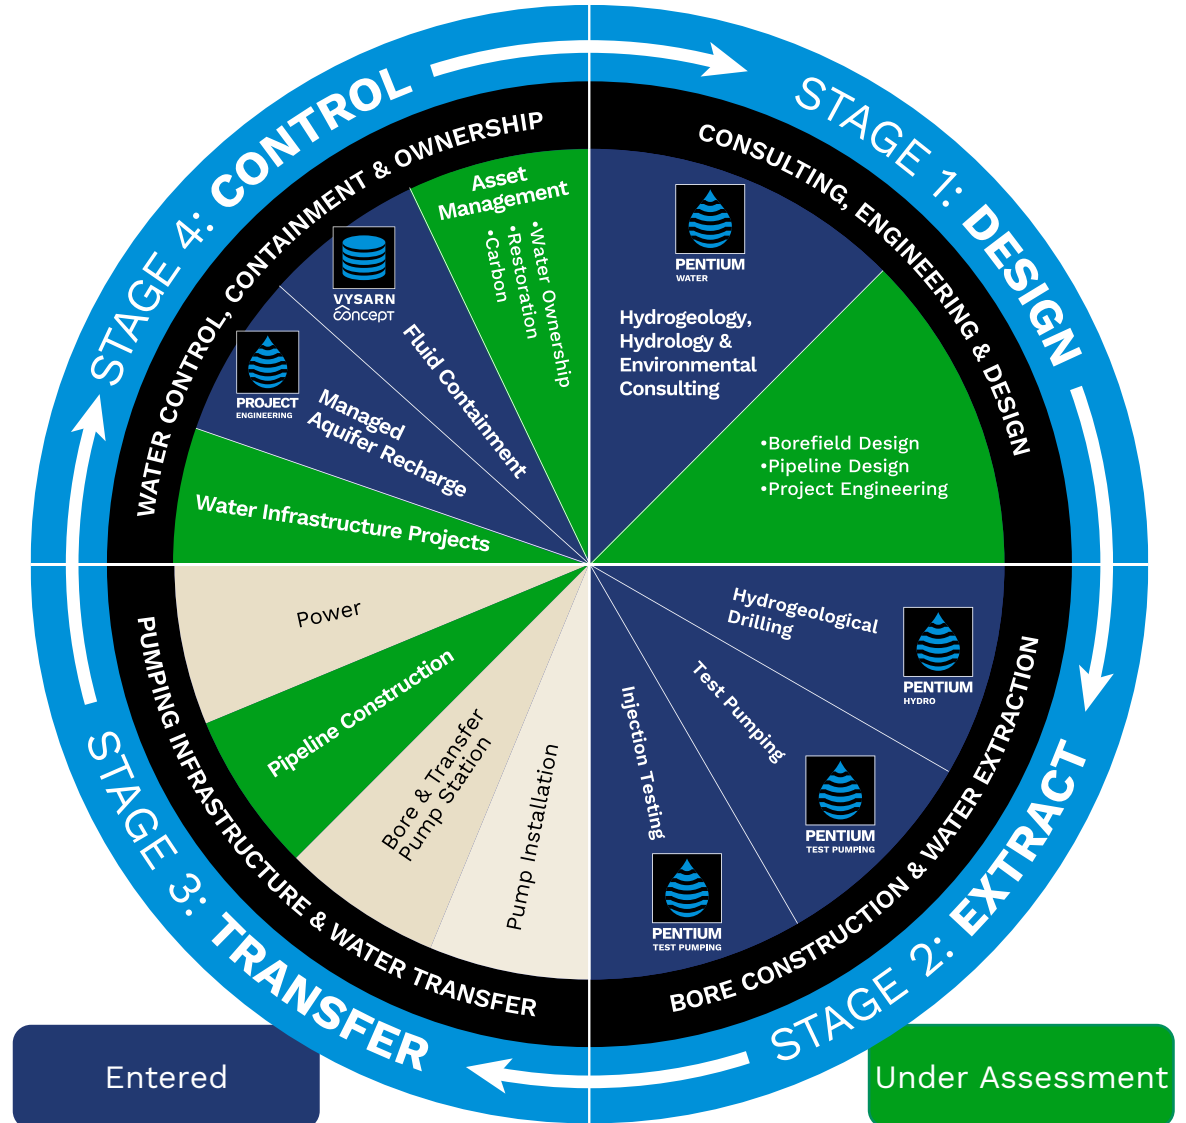 STAGE 1: DESIGN
CONSULTING, ENGINEERING & DESIGN
PENTIUM
WATER
Hydrogeology,
Hydrology &
Environmental
Consulting
•Borefield Design
•Pipeline Design
•Project Engineering
STAGE 2: EXTRACT
BORE CONSTRUCTION & WATER EXTRACTION
Hydrogeological
Drilling
PENTIUM
HYDRO
Test Pumping
PENTIUM
TEST PUMPING
Injection Testing
PENTIUM
TEST PUMPING
STAGE 3: TRANSFER
PUMPING INFRASTRUCTURE & WATER TRANSFER
Pump Installation
Bore & Transfer
Pump Station
Pipeline Construction
Power
STAGE 4: CONTROL
WATER CONTROL, CONTAINMENT & OWNERSHIP
Water Infrastructure Projects
PROJECT
ENGINEERING
Managed
Aquifer Recharge
VYSARN
CONCEPT
Fluid Containment
Asset
Management
•Water Ownership
•Restoration
•Carbon
Entered
Under Assessment